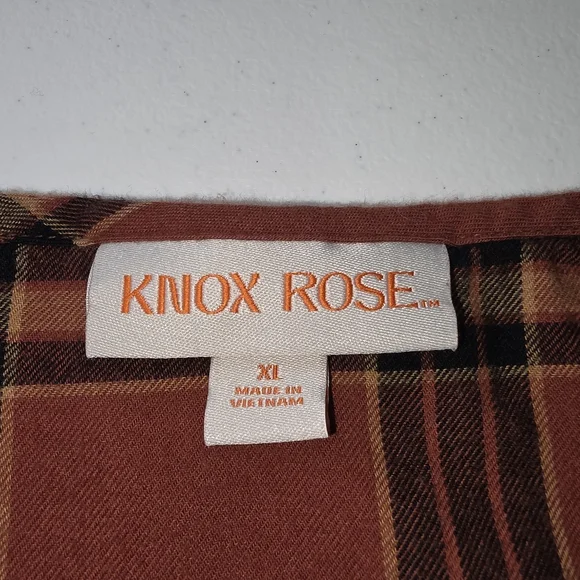 KNOX ROSE™
XL
MADE IN
VIETNAM